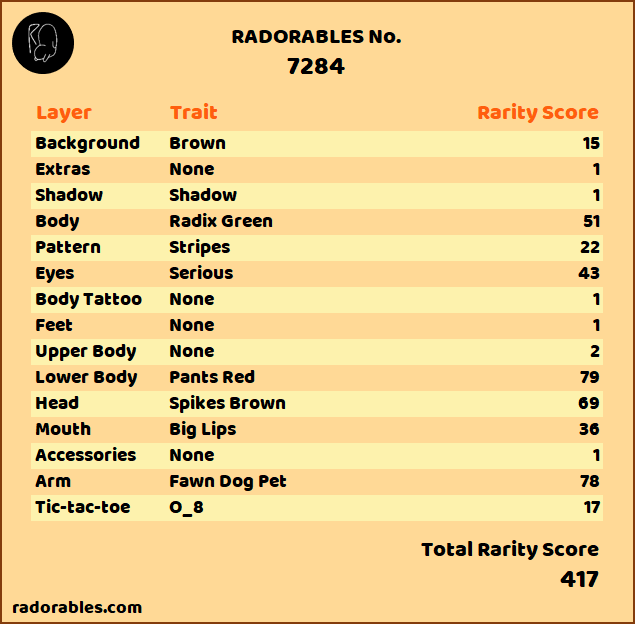 RADORABLES No.
7284
Layer Trait Rarity Score
Background Brown 15
Extras None 1
Shadow Shadow 1
Body Radix Green 51
Pattern Stripes 22
Eyes Serious 43
Body Tattoo None 1
Feet None 1
Upper Body None 2
Lower Body Pants Red 79
Head Spikes Brown 69
Mouth Big Lips 36
Accessories None 1
Arm Fawn Dog Pet 78
Tic-tac-toe O_8 17
Total Rarity Score
417
radorables.com